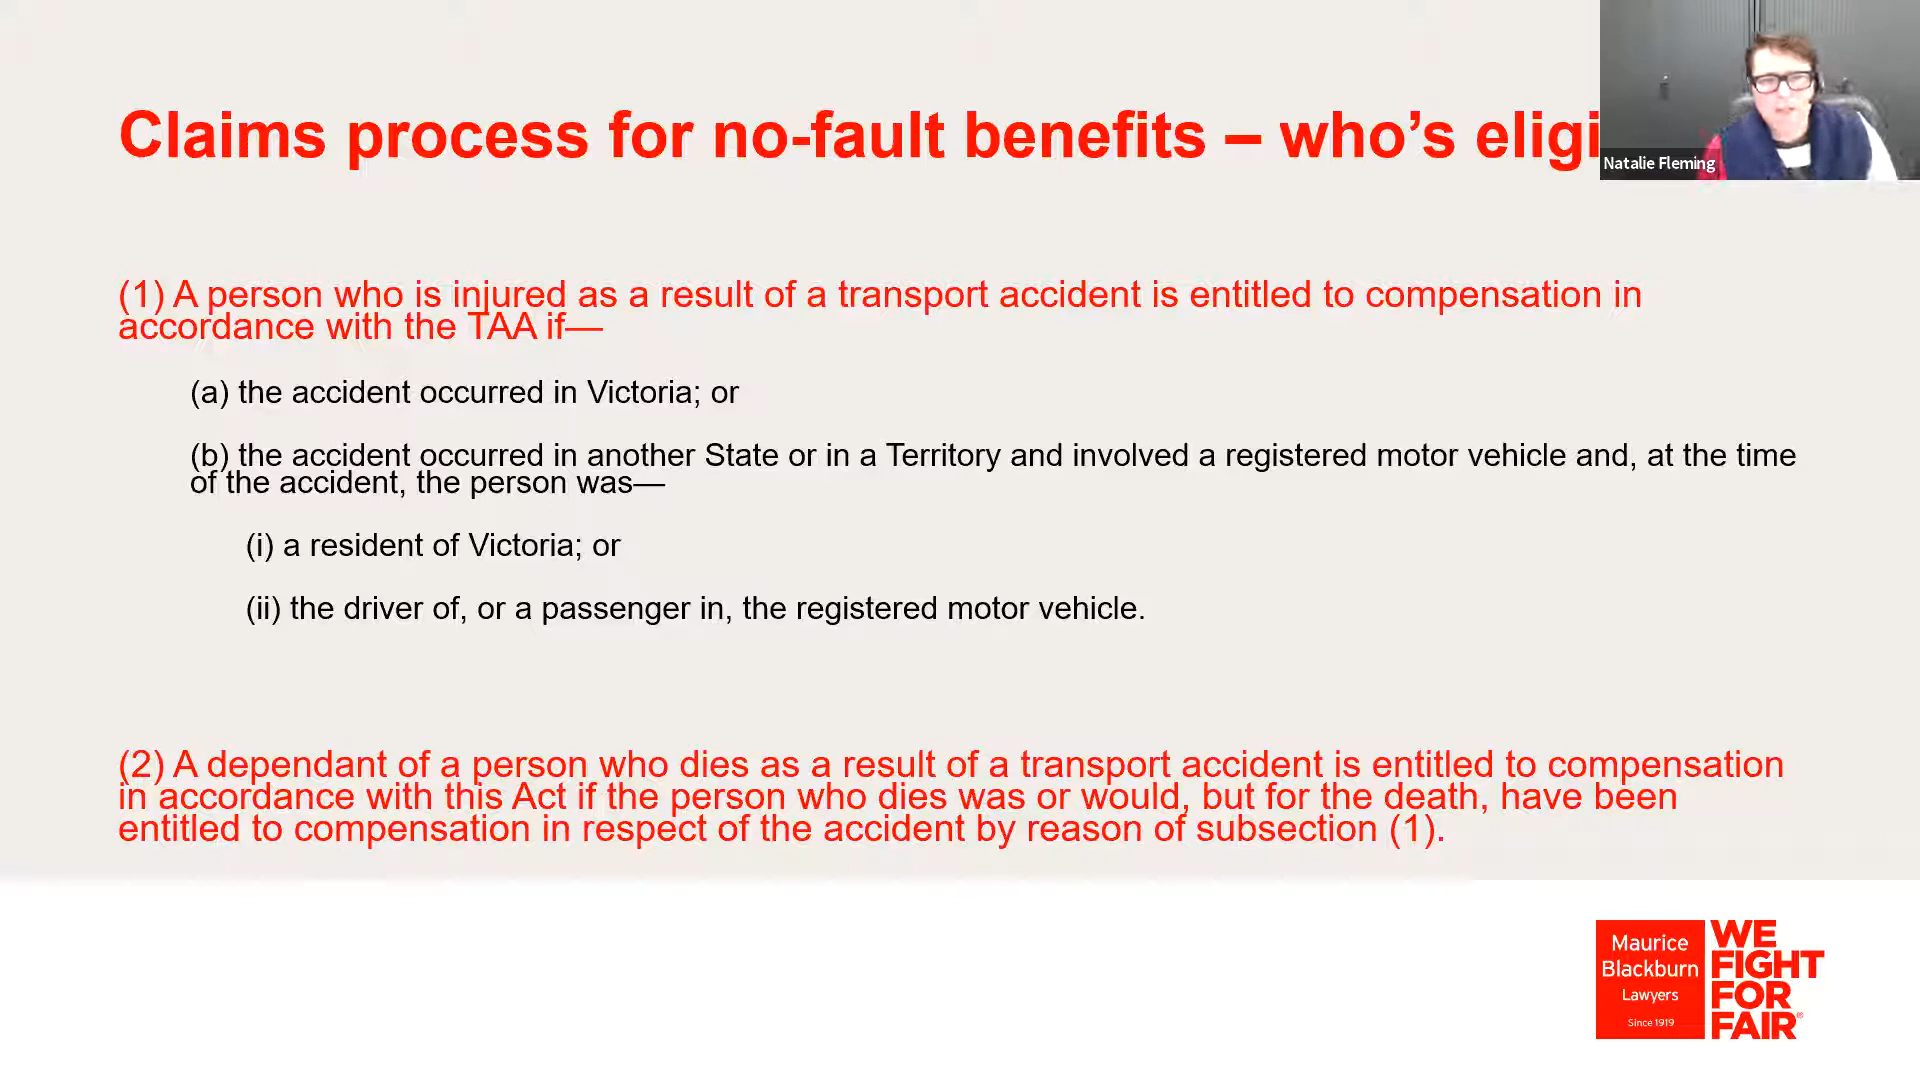 Claims process for no-fault benefits – who’s eligi
Natalie Fleming
(1) A person who is injured as a result of a transport accident is entitled to compensation in
accordance with the TAA if—
(a) the accident occurred in Victoria; or
(b) the accident occurred in another State or in a Territory and involved a registered motor vehicle and, at the time
of the accident, the person was—
(i) a resident of Victoria; or
(ii) the driver of, or a passenger in, the registered motor vehicle.
(2) A dependant of a person who dies as a result of a transport accident is entitled to compensation
in accordance with this Act if the person who dies was or would, but for the death, have been
entitled to compensation in respect of the accident by reason of subsection (1).
Maurice
Blackburn
Lawyers
Since 1919
WE
FIGHT
FOR
FAIR®